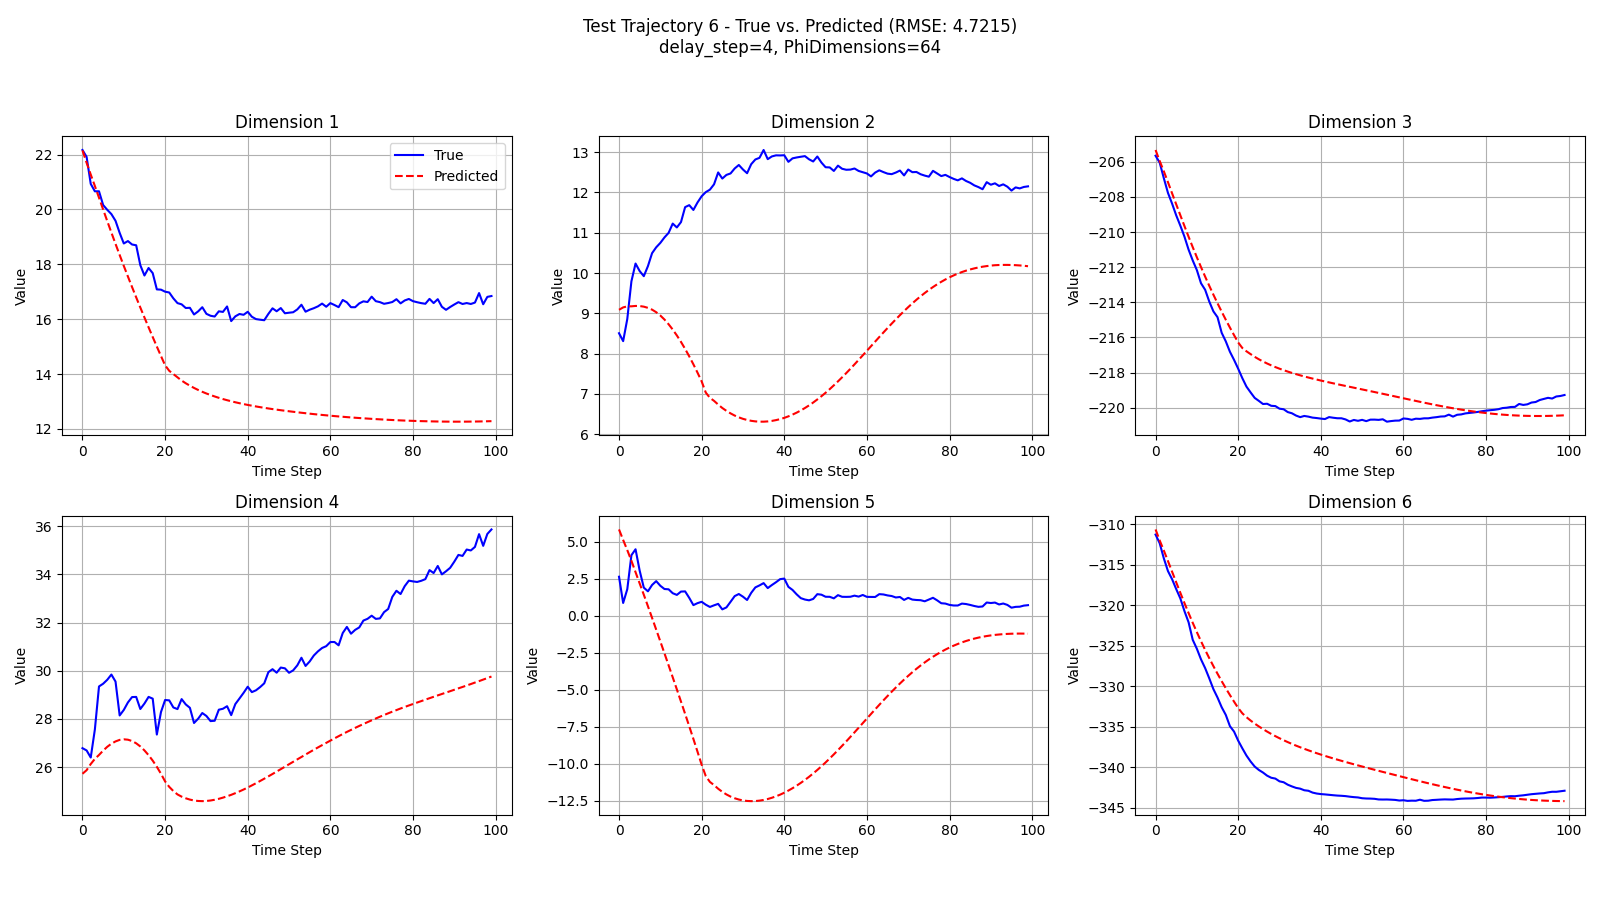 Test Trajectory 6 - True vs. Predicted (RMSE: 4.7215)
delay_step=4, PhiDimensions=64
Dimension 1
22
20
18
16
14
12
Value
0 20 40 60 80 100
Time Step
True
Predicted
Dimension 2
13
12
11
10
9
8
7
6
Value
0 20 40 60 80 100
Time Step
Dimension 3
−206
−208
−210
−212
−214
−216
−218
−220
Value
0 20 40 60 80 100
Time Step
Dimension 4
36
34
32
30
28
26
Value
0 20 40 60 80 100
Time Step
Dimension 5
5.0
2.5
0.0
−2.5
−5.0
−7.5
−10.0
−12.5
Value
0 20 40 60 80 100
Time Step
Dimension 6
−310
−315
−320
−325
−330
−335
−340
−345
Value
0 20 40 60 80 100
Time Step